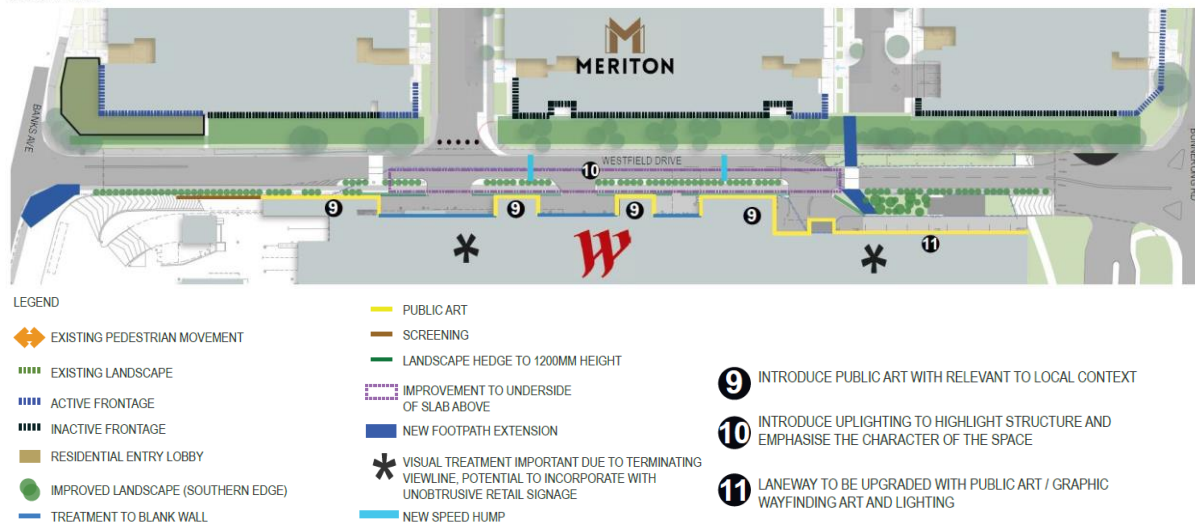 MERITON
BANKS AVE
WESTFIELD DRIVE
10
BUNNERONG RD
9
9
9
9
11
LEGEND
EXISTING PEDESTRIAN MOVEMENT
EXISTING LANDSCAPE
ACTIVE FRONTAGE
INACTIVE FRONTAGE
RESIDENTIAL ENTRY LOBBY
IMPROVED LANDSCAPE (SOUTHERN EDGE)
TREATMENT TO BLANK WALL
PUBLIC ART
SCREENING
LANDSCAPE HEDGE TO 1200MM HEIGHT
IMPROVEMENT TO UNDERSIDE
OF SLAB ABOVE
NEW FOOTPATH EXTENSION
VISUAL TREATMENT IMPORTANT DUE TO TERMINATING
VIEWLINE, POTENTIAL TO INCORPORATE WITH
UNOBTRUSIVE RETAIL SIGNAGE
NEW SPEED HUMP
9 INTRODUCE PUBLIC ART WITH RELEVANT TO LOCAL CONTEXT
10 INTRODUCE UPLIGHTING TO HIGHLIGHT STRUCTURE AND
EMPHASISE THE CHARACTER OF THE SPACE
11 LANEWAY TO BE UPGRADED WITH PUBLIC ART / GRAPHIC
WAYFINDING ART AND LIGHTING